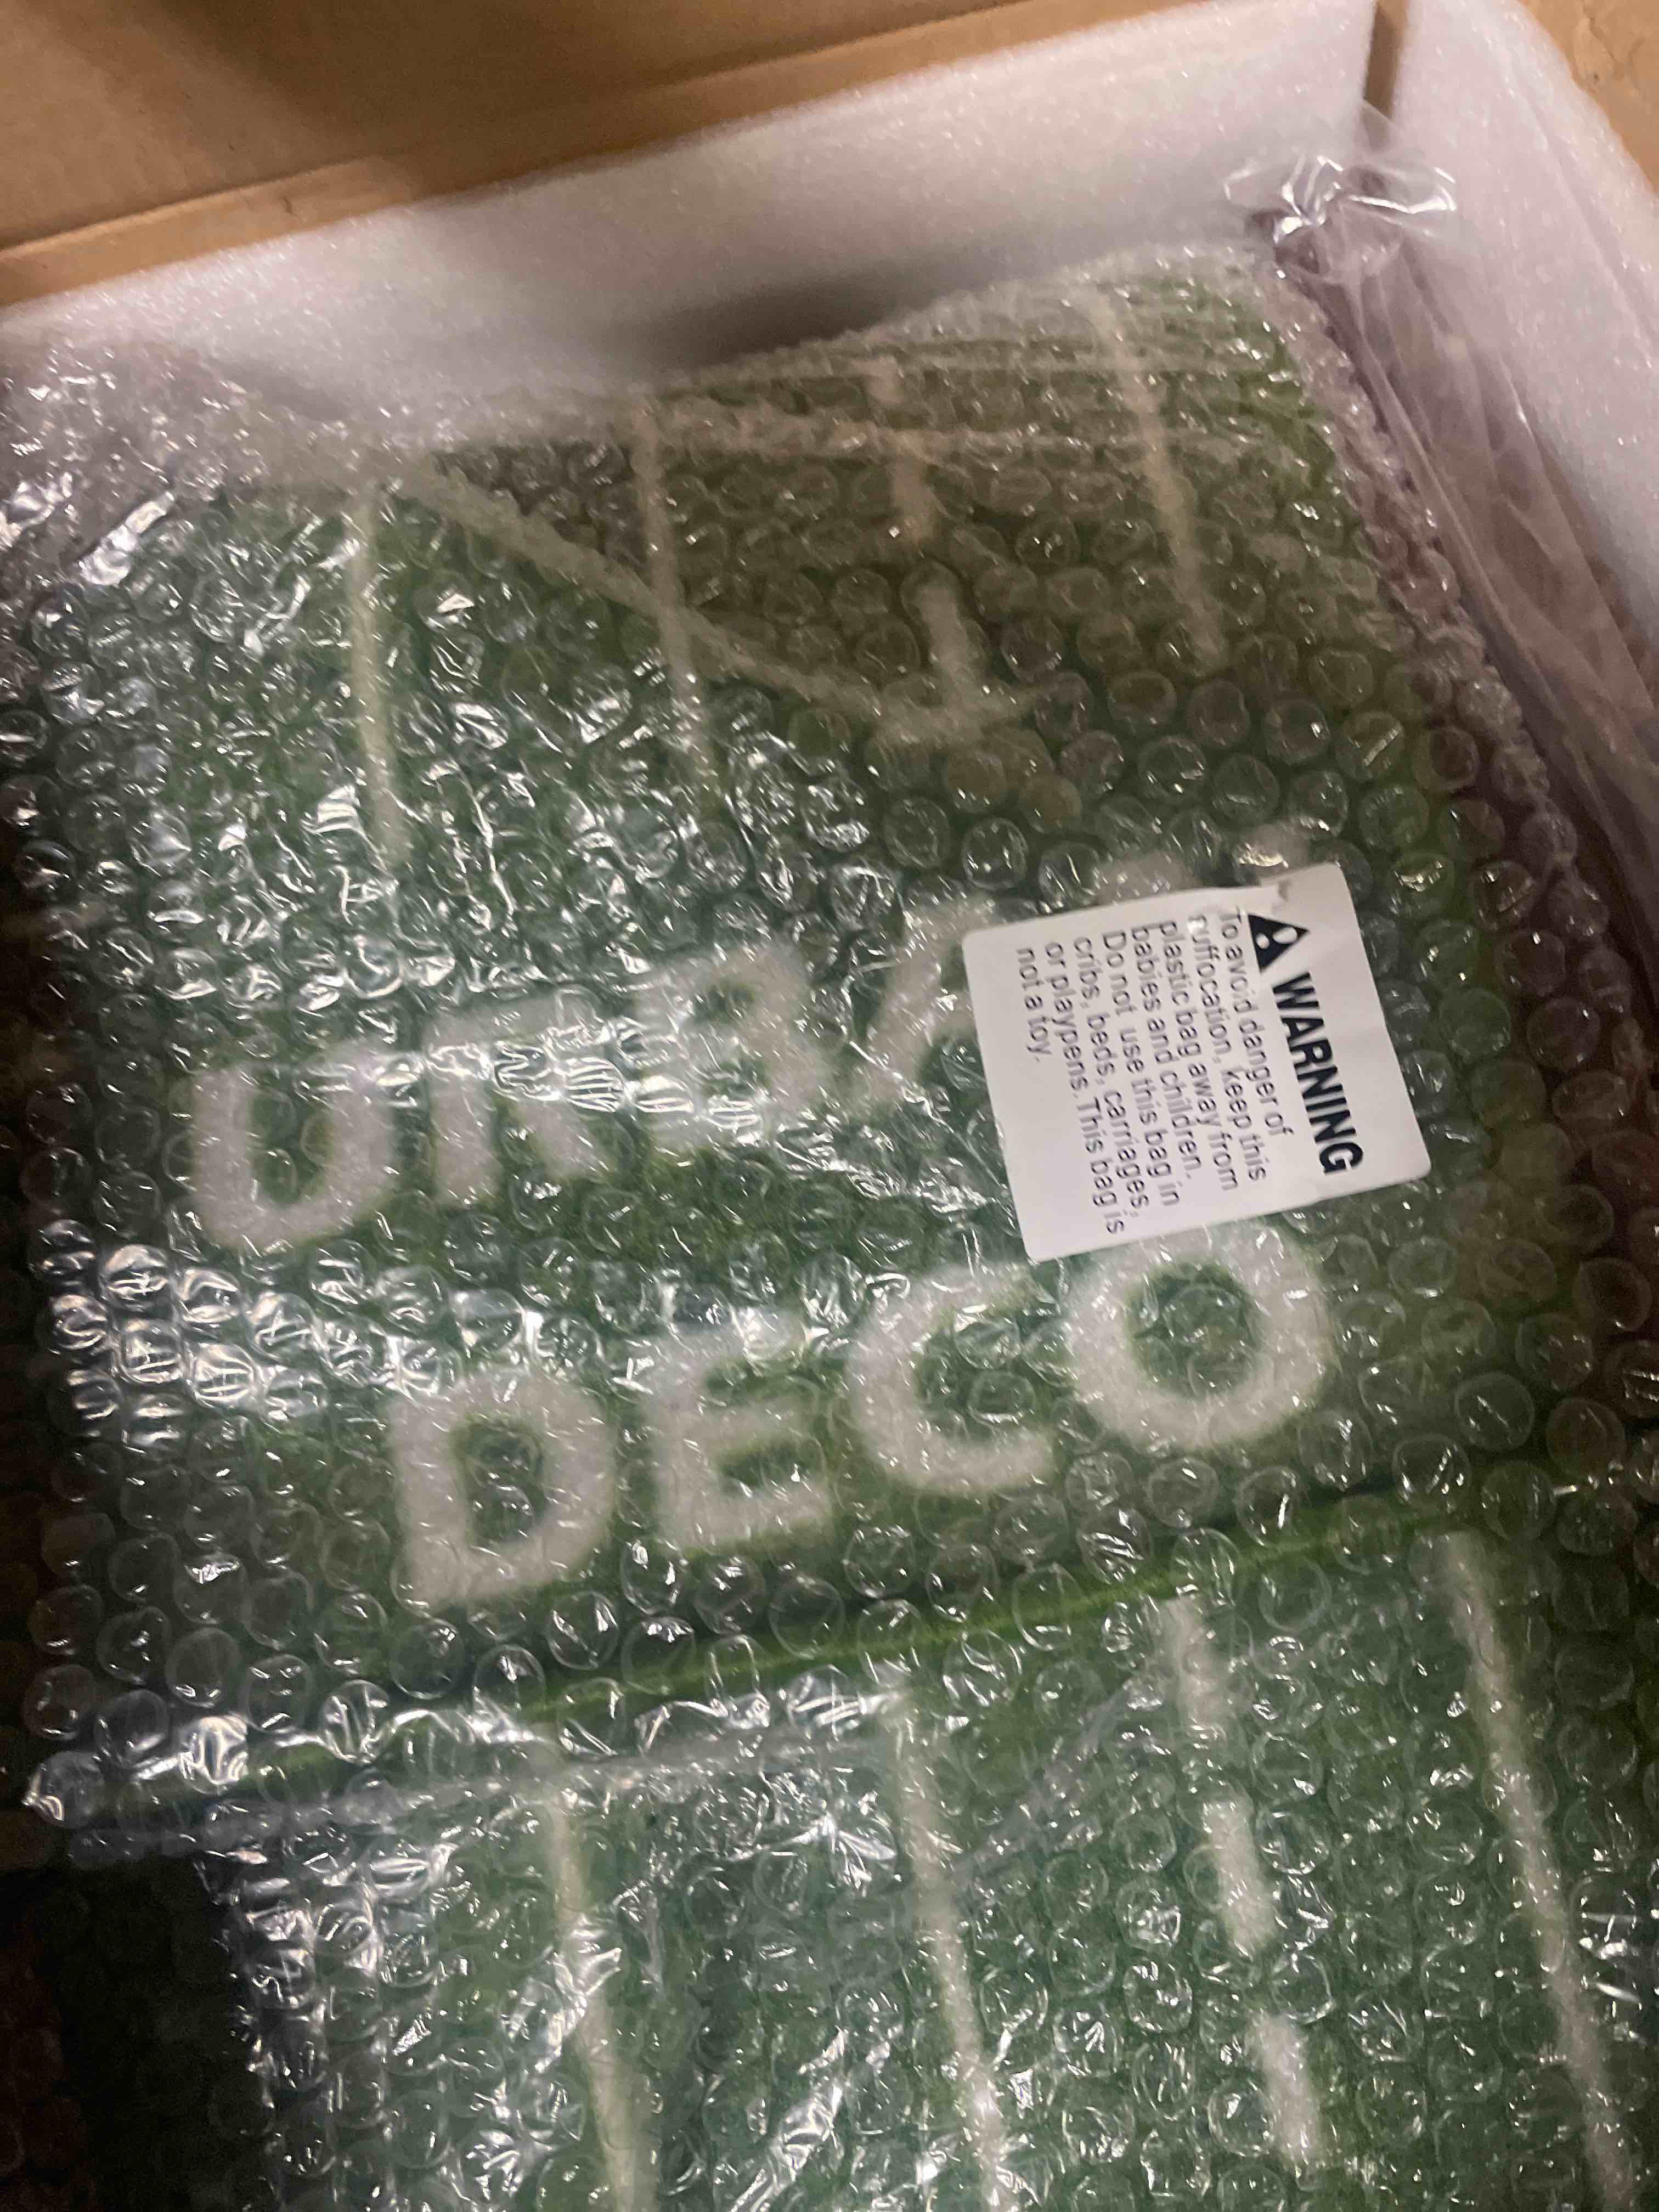 URBA
DECO
WARNING
To avoid danger of
suffocation, keep this
plastic bag away from
babies and children.
Do not use this bag in
cribs, beds, carriages,
or playpens. This bag is
not a toy.